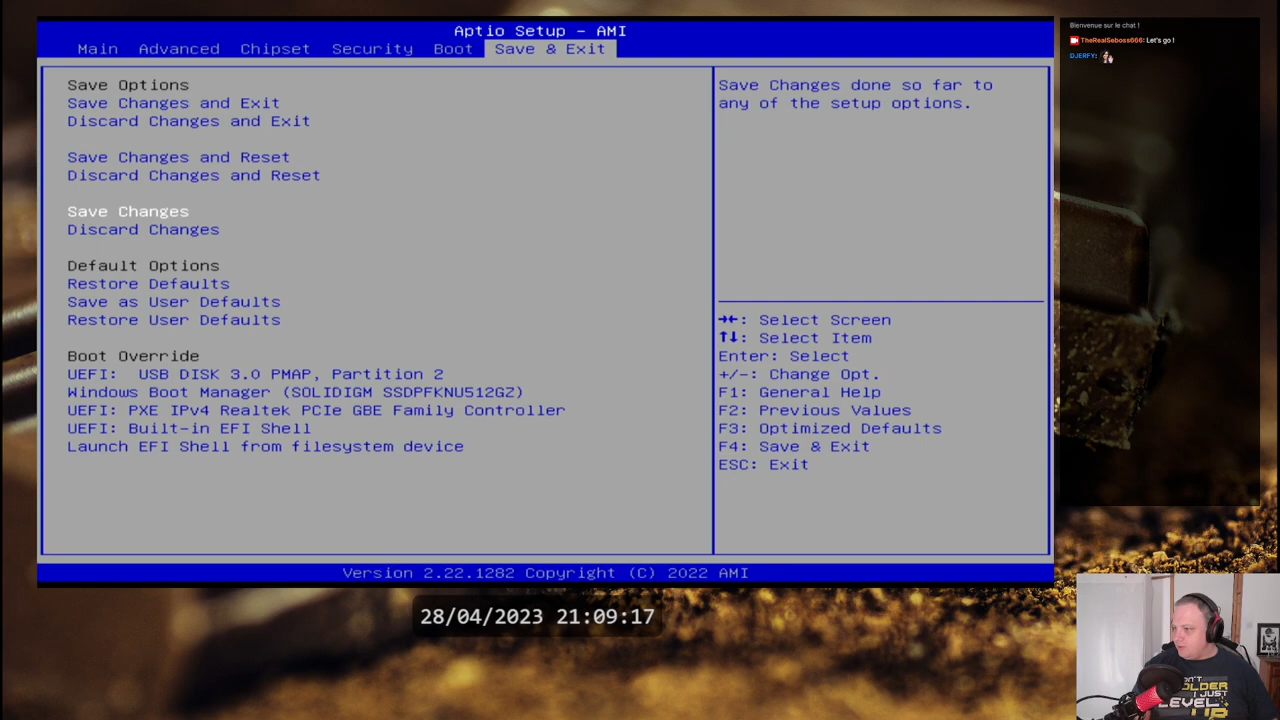 Aptio Setup – AMI
Main Advanced Chipset Security Boot Save & Exit
Save Options
Save Changes and Exit
Discard Changes and Exit
Save Changes and Reset
Discard Changes and Reset
Save Changes
Discard Changes
Default Options
Restore Defaults
Save as User Defaults
Restore User Defaults
Boot Override
UEFI:  USB DISK 3.0 PMAP, Partition 2
Windows Boot Manager (SOLIDIGM SSDPFKNU512GZ)
UEFI: PXE IPv4 Realtek PCIe GBE Family Controller
UEFI: Built-in EFI Shell
Launch EFI Shell from filesystem device
Save Changes done so far to
any of the setup options.
→←: Select Screen
↑↓: Select Item
Enter: Select
+/-: Change Opt.
F1: General Help
F2: Previous Values
F3: Optimized Defaults
F4: Save & Exit
ESC: Exit
Version 2.22.1282 Copyright (C) 2022 AMI
Bienvenue sur le chat !
TheRealSeboss666: Let's go !
DJERFY:
28/04/2023 21:09:17
I JUST
LEVEL
UP